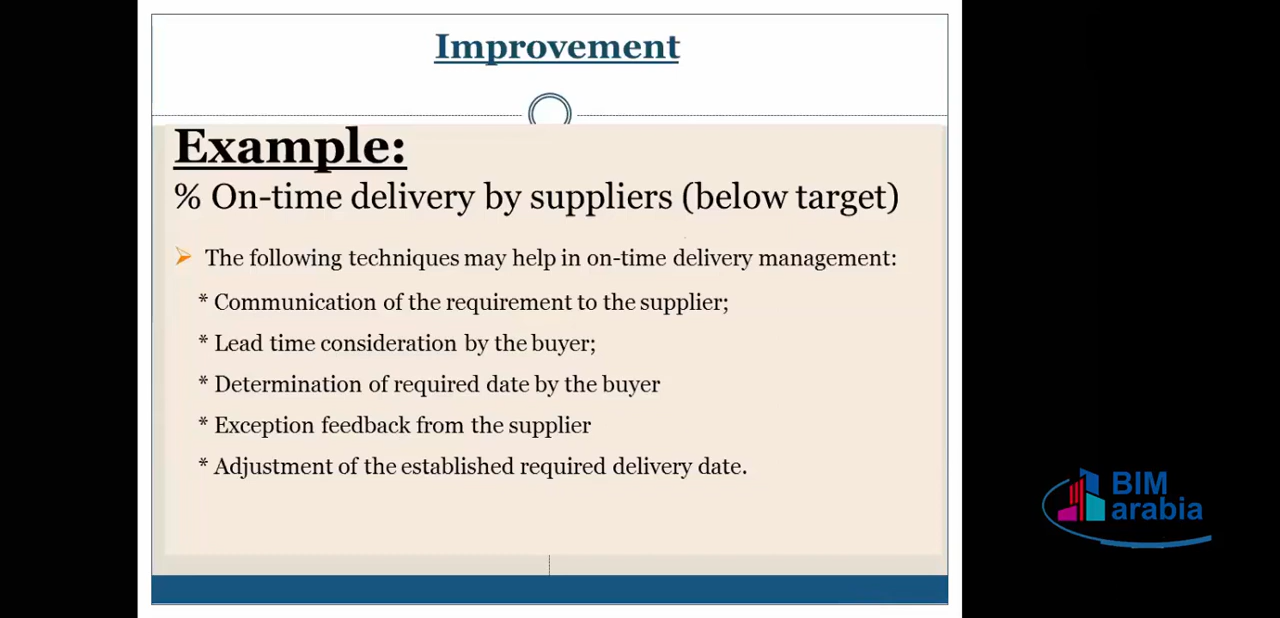 Improvement
Example:
% On-time delivery by suppliers (below target)
➢ The following techniques may help in on-time delivery management:
* Communication of the requirement to the supplier;
* Lead time consideration by the buyer;
* Determination of required date by the buyer
* Exception feedback from the supplier
* Adjustment of the established required delivery date.
BIM
arabia